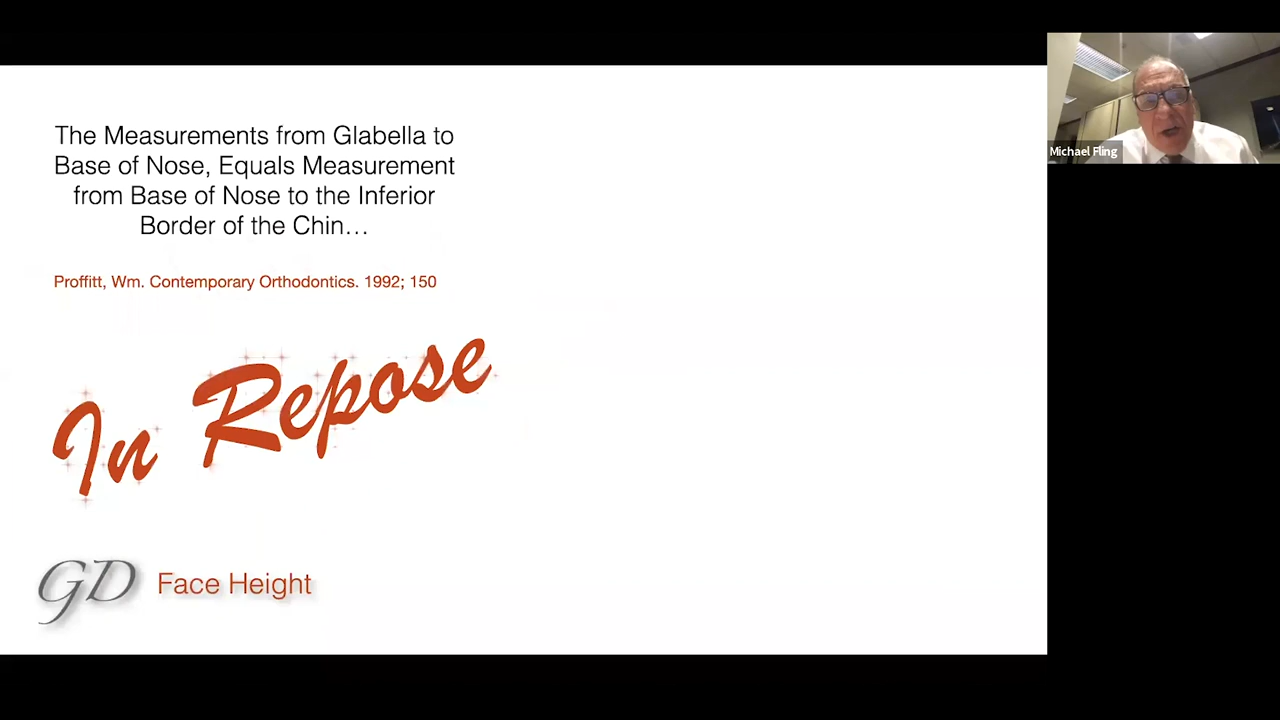 The Measurements from Glabella to
Base of Nose, Equals Measurement
from Base of Nose to the Inferior
Border of the Chin…
Proffitt, Wm. Contemporary Orthodontics. 1992; 150
In Repose
GD Face Height
Michael Fling